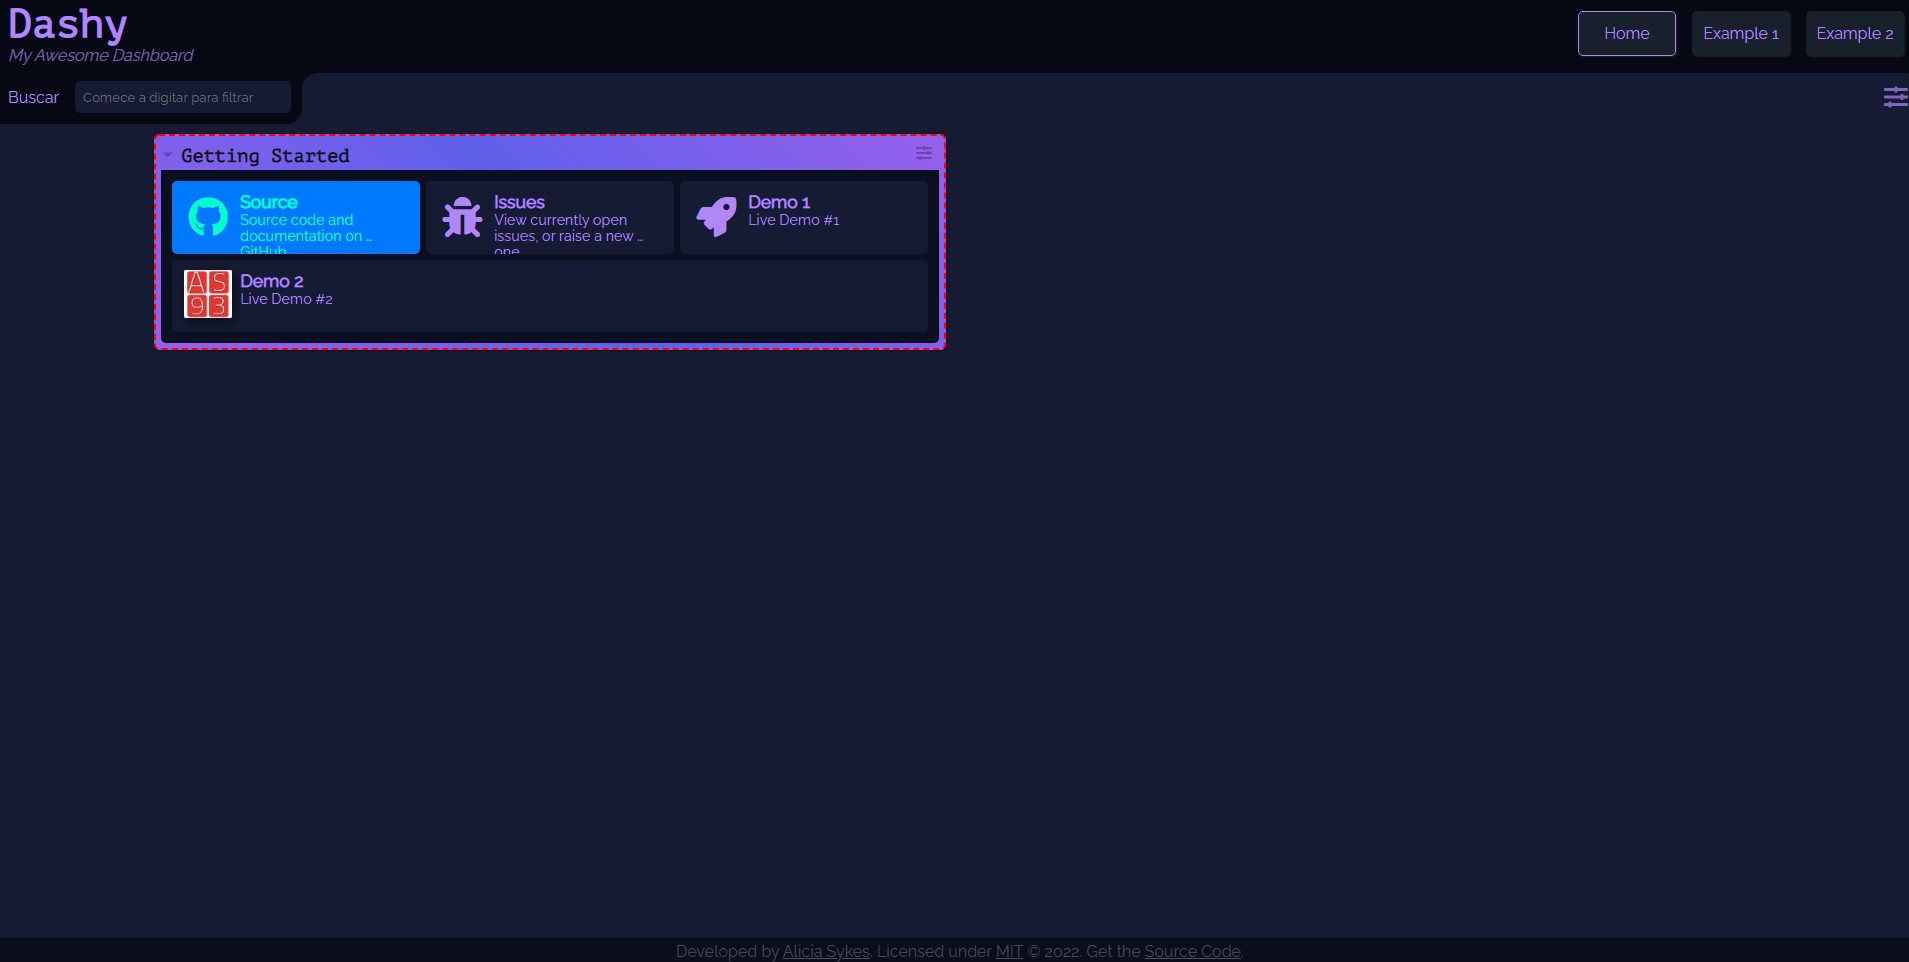 Dashy
My Awesome Dashboard
Home
Example 1
Example 2
Buscar
Comece a digitar para filtrar
Getting Started
Source
Source code and
documentation on ...
GitHub
Issues
View currently open
issues, or raise a new ...
one
Demo 1
Live Demo #1
AS
93
Demo 2
Live Demo #2
Developed by Alicia Sykes. Licensed under MIT © 2022. Get the Source Code.